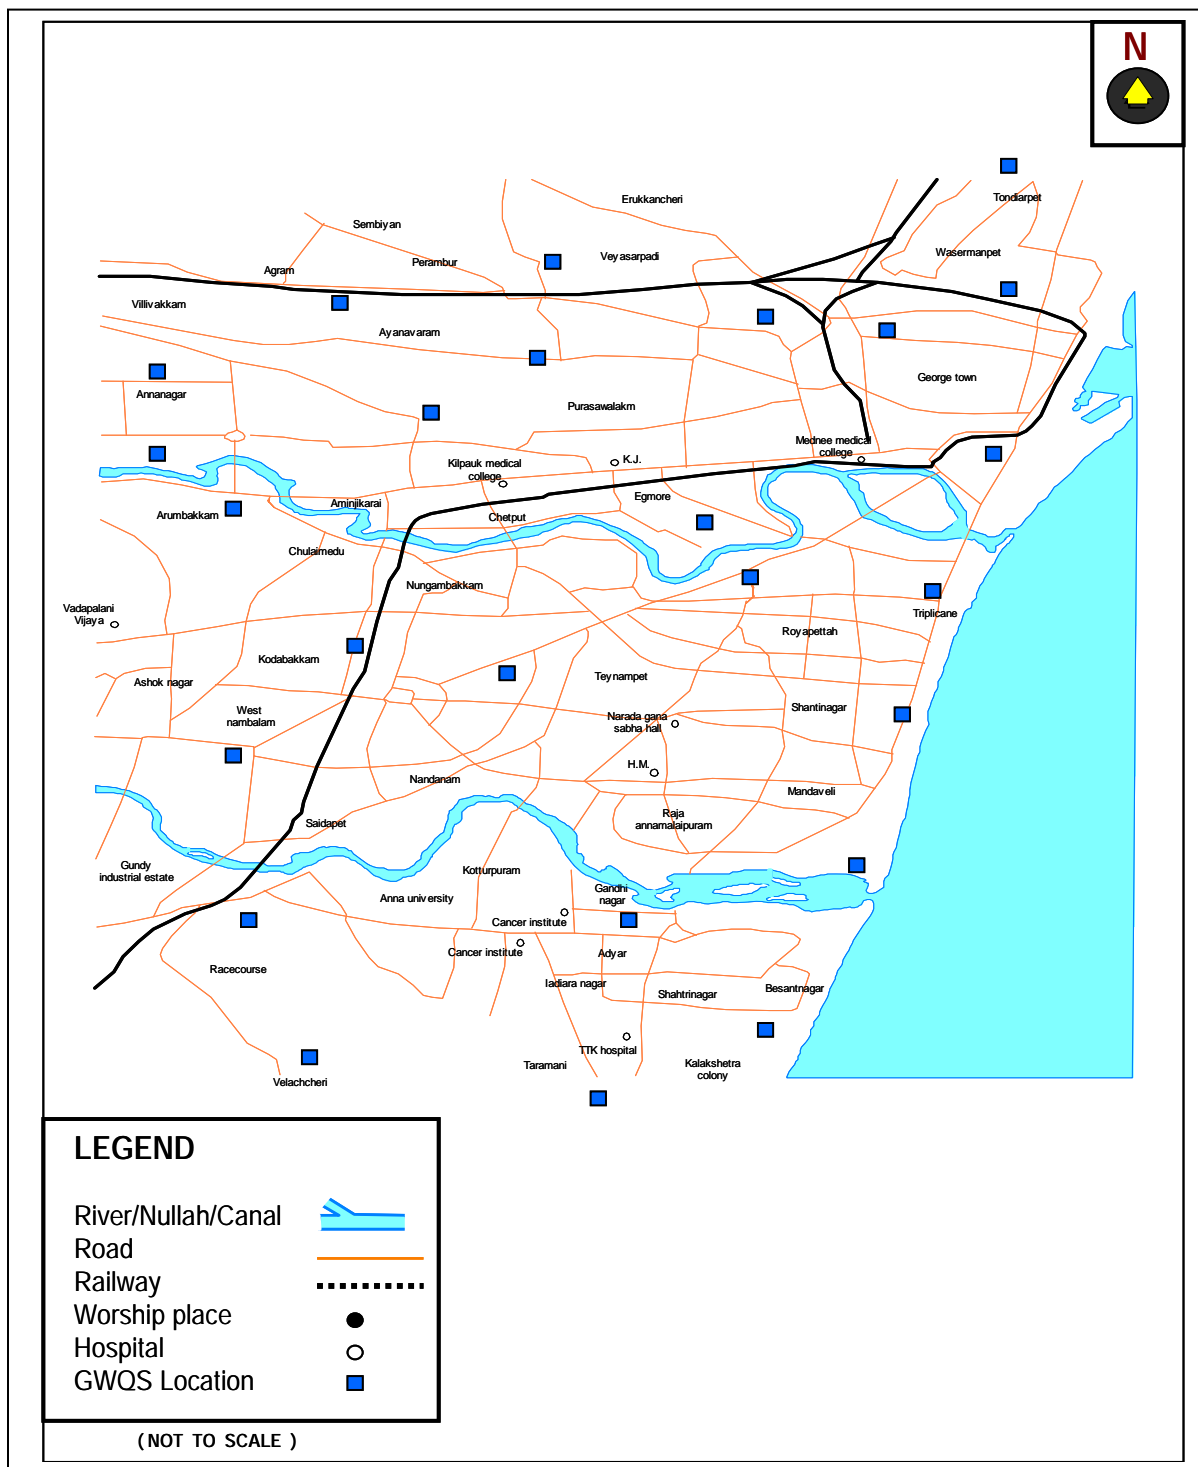 N
Tondiarpet
Erukkancheri
Sembiyan
Wasermanpet
Veyasarpadi
Perambur
Agram
Villivakkam
Ayanavaram
George town
Annanagar
Purasawalakm
Mednee medical
college
K.J.
Kilpauk medical
college
Egmore
Aminjikarai
Arumbakkam
Chetput
Chulaimedu
Nungambakkam
Vadapalani
Vijaya
Triplicane
Royapettah
Kodabakkam
Ashok nagar
Teynampet
West
nambalam
Shantinagar
Narada gana
sabha hall
H.M.
Nandanam
Mandaveli
Raja
annamalaipuram
Saidapet
Gundy
industrial estate
Kotturpuram
Anna university
Gandhi
nagar
Cancer institute
Cancer institute
Adyar
Racecourse
Iadiara nagar
Shahtrinagar
Besantnagar
TTK hospital
Taramani
Kalakshetra
colony
Velachcheri
LEGEND
River/Nullah/Canal
Road
Railway
Worship place
Hospital
GWQS Location
(NOT TO SCALE )